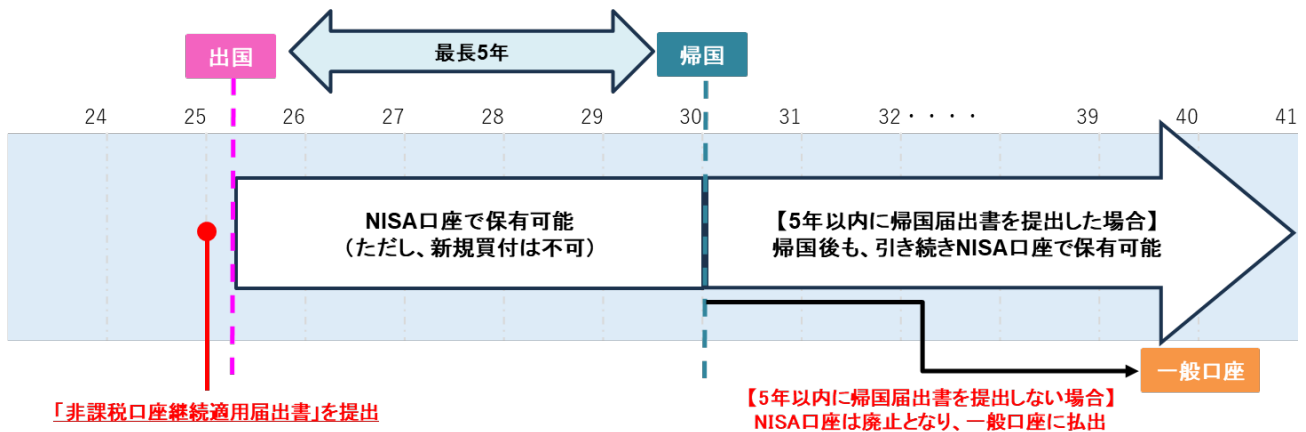 出国
最長5年
帰国
24 25 26 27 28 29 30 31 32・・・・ 39 40 41
NISA口座で保有可能
（ただし、新規買付は不可）
【5年以内に帰国届出書を提出した場合】
帰国後も、引き続きNISA口座で保有可能
一般口座
「非課税口座継続適用届出書」を提出
【5年以内に帰国届出書を提出しない場合】
NISA口座は廃止となり、一般口座に払出